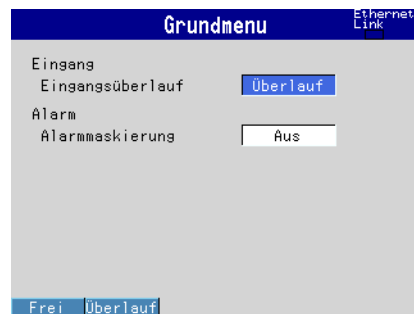 Grundmenu
Ethernet
Link
Eingang
Eingangsüberlauf Überlauf
Alarm
Alarmmaskierung Aus
Frei Überlauf